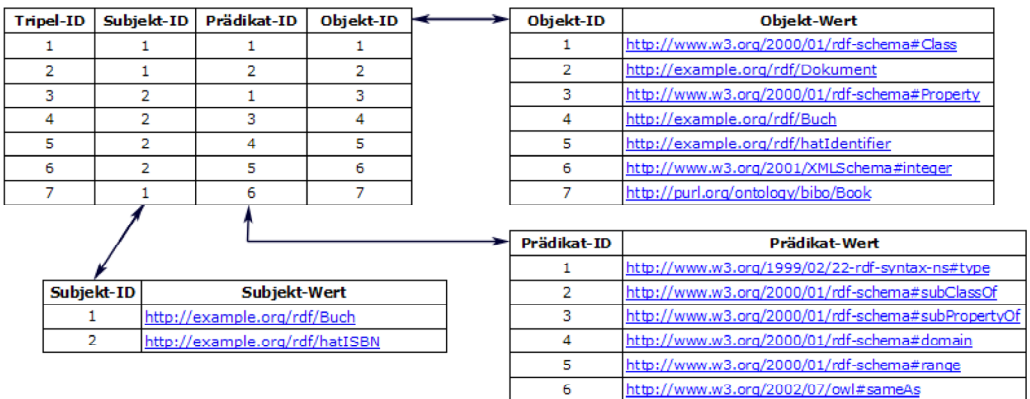 Tripel-ID Subjekt-ID Prädikat-ID Objekt-ID
1 1 1 1
2 1 2 2
3 2 1 3
4 2 3 4
5 2 4 5
6 2 5 6
7 1 6 7
Objekt-ID Objekt-Wert
1 http://www.w3.org/2000/01/rdf-schema#Class
2 http://example.org/rdf/Dokument
3 http://www.w3.org/2000/01/rdf-schema#Property
4 http://example.org/rdf/Buch
5 http://example.org/rdf/hatIdentifier
6 http://www.w3.org/2001/XMLSchema#integer
7 http://purl.org/ontology/bibo/Book
Subjekt-ID Subjekt-Wert
1 http://example.org/rdf/Buch
2 http://example.org/rdf/hatISBN
Prädikat-ID Prädikat-Wert
1 http://www.w3.org/1999/02/22-rdf-syntax-ns#type
2 http://www.w3.org/2000/01/rdf-schema#subClassOf
3 http://www.w3.org/2000/01/rdf-schema#subPropertyOf
4 http://www.w3.org/2000/01/rdf-schema#domain
5 http://www.w3.org/2000/01/rdf-schema#range
6 http://www.w3.org/2002/07/owl#sameAs